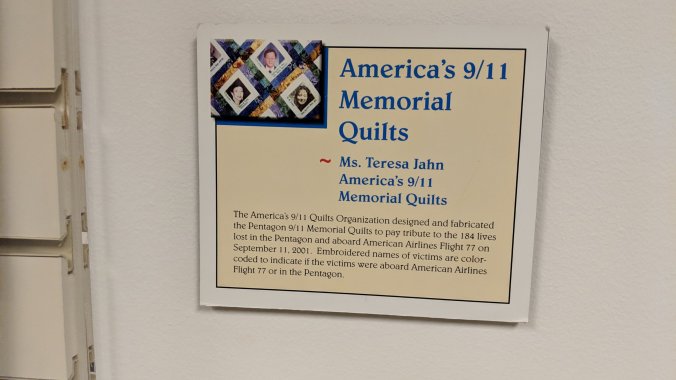 America's 9/11
Memorial
Quilts
~ Ms. Teresa Jahn
America's 9/11
Memorial Quilts
The America's 9/11 Quilts Organization designed and fabricated
the Pentagon 9/11 Memorial Quilts to pay tribute to the 184 lives
lost in the Pentagon and aboard American Airlines Flight 77 on
September 11, 2001. Embroidered names of victims are color-
coded to indicate if the victims were aboard American Airlines
Flight 77 or in the Pentagon.